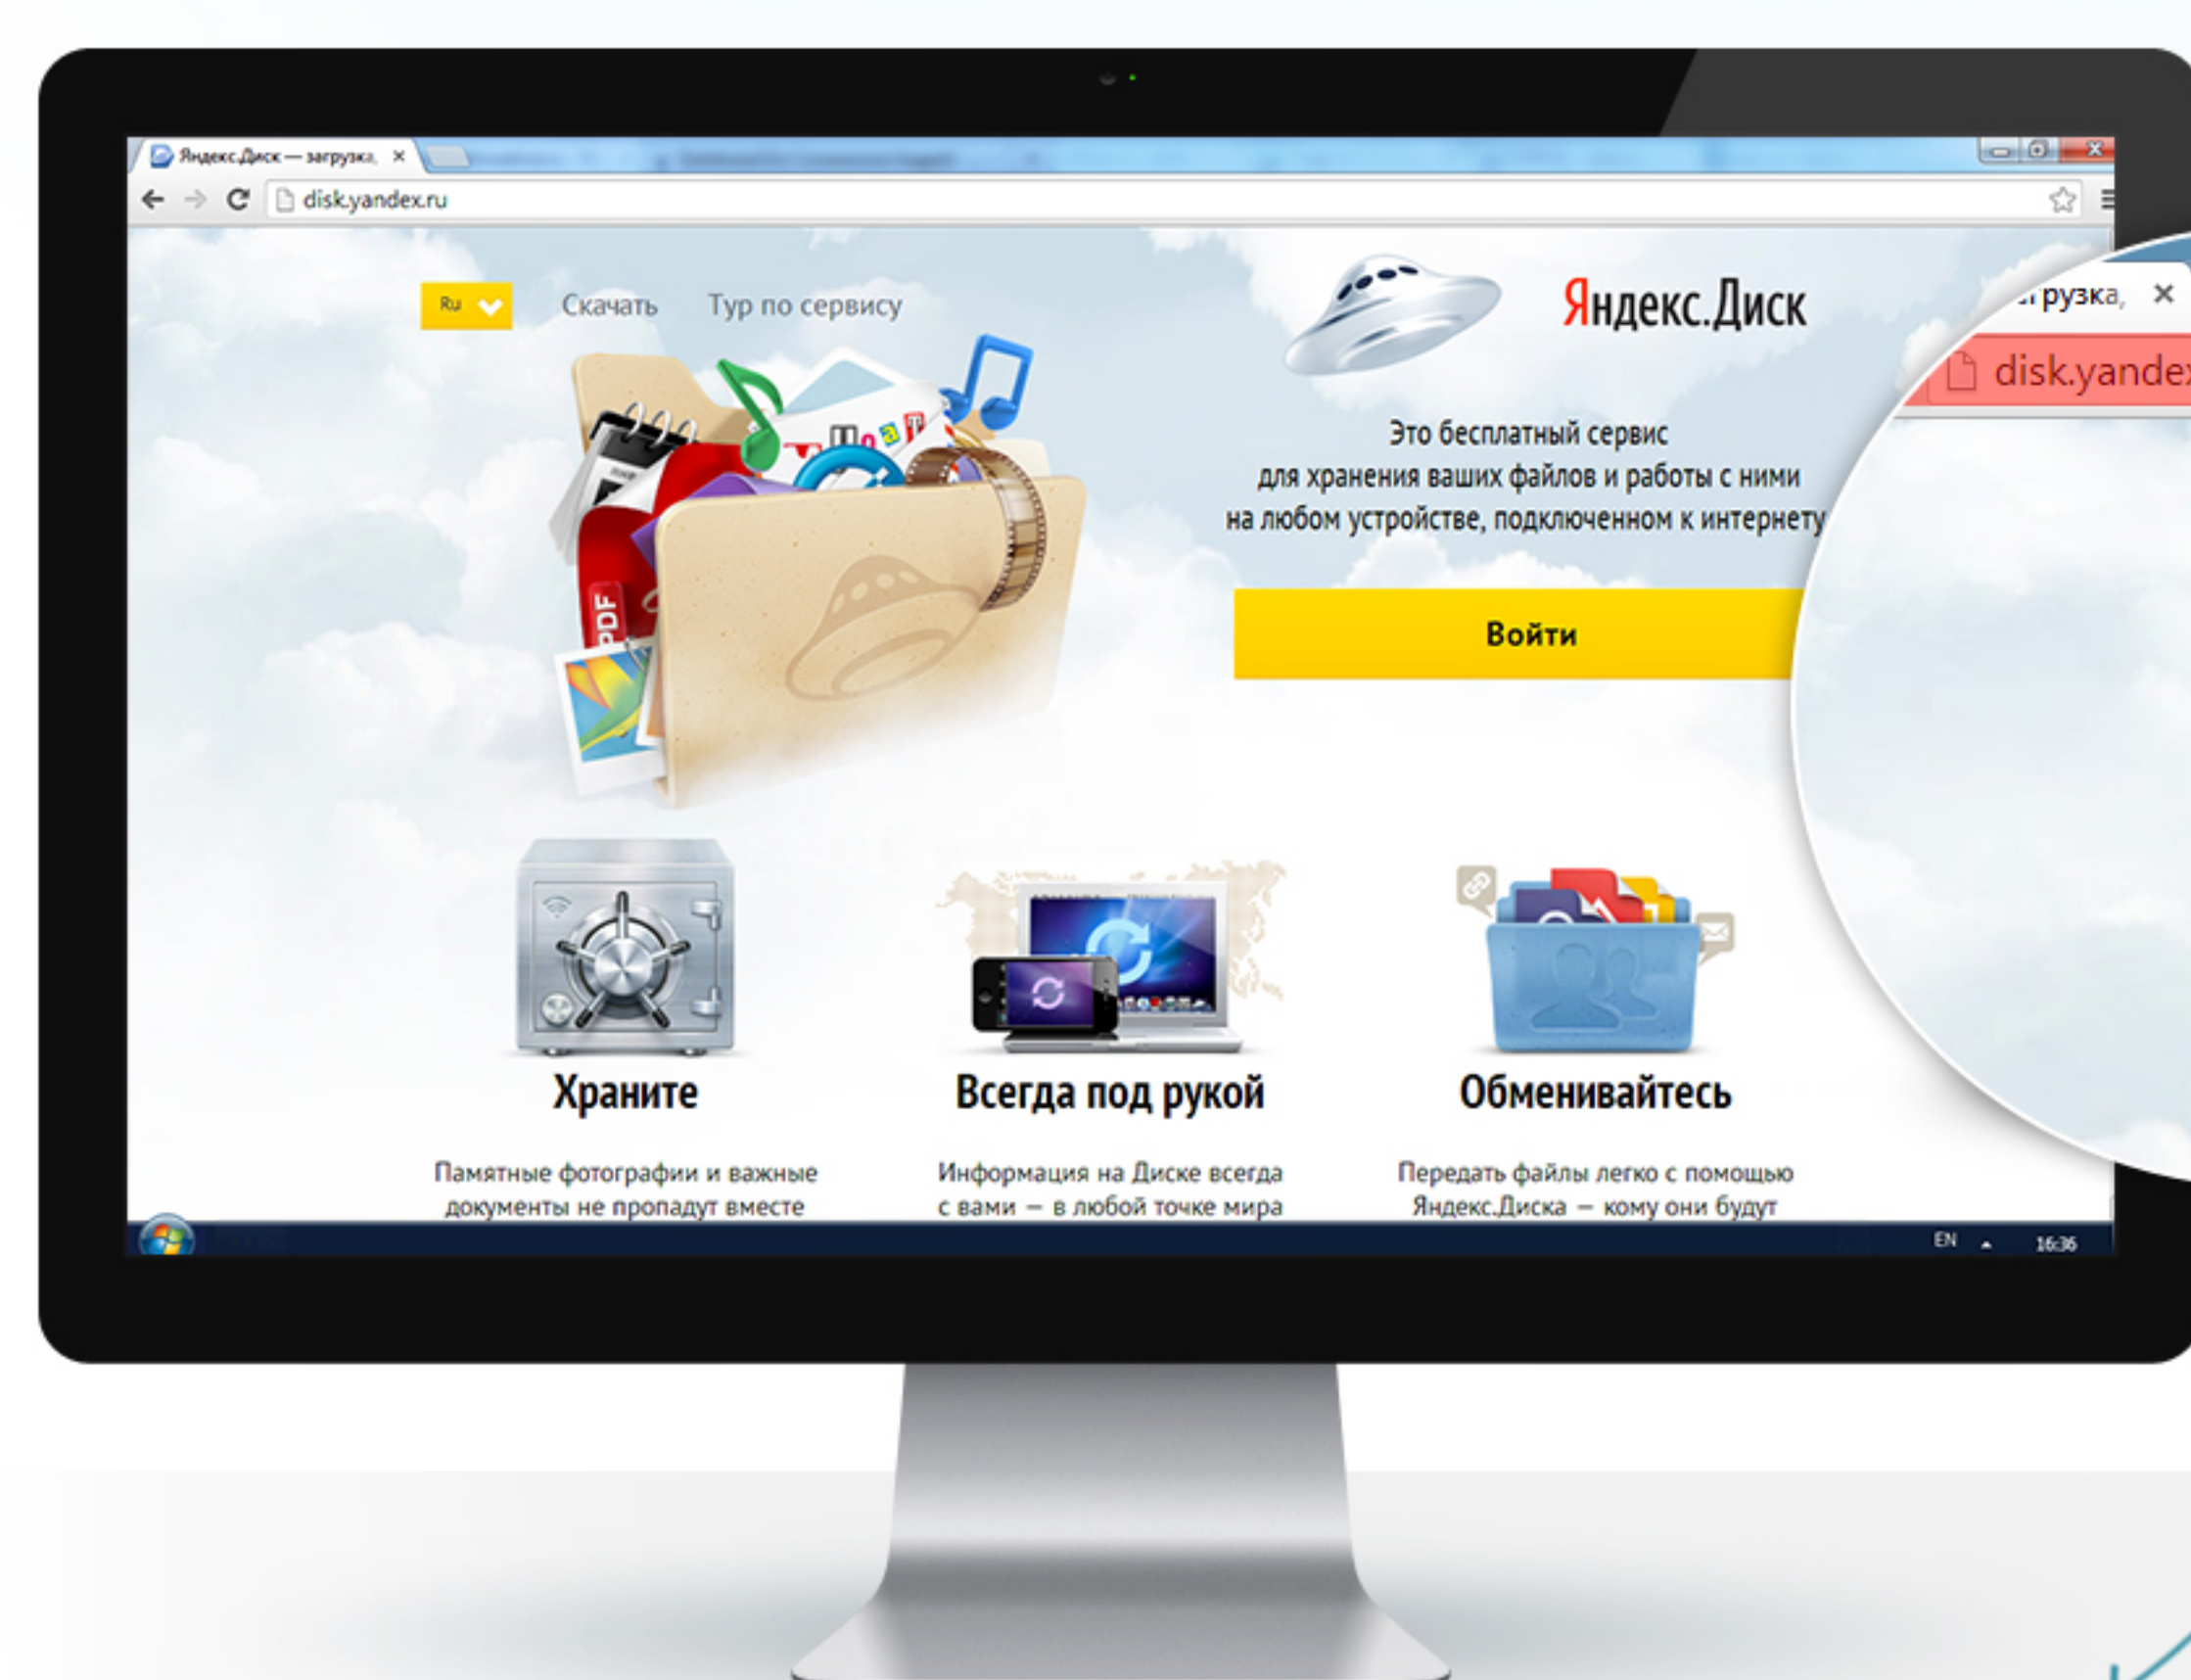 Яндекс.Диск — загрузка,
disk.yandex.ru
Ru
Скачать
Тур по сервису
Яндекс.Диск
Это бесплатный сервис
для хранения ваших файлов и работы с ними
на любом устройстве, подключенном к интернету
Войти
PDF
Храните
Памятные фотографии и важные
документы не пропадут вместе
Всегда под рукой
Информация на Диске всегда
с вами — в любой точке мира
Обменивайтесь
Передать файлы легко с помощью
Яндекс.Диска — кому они будут
EN
16:36
грузка,
disk.yandex